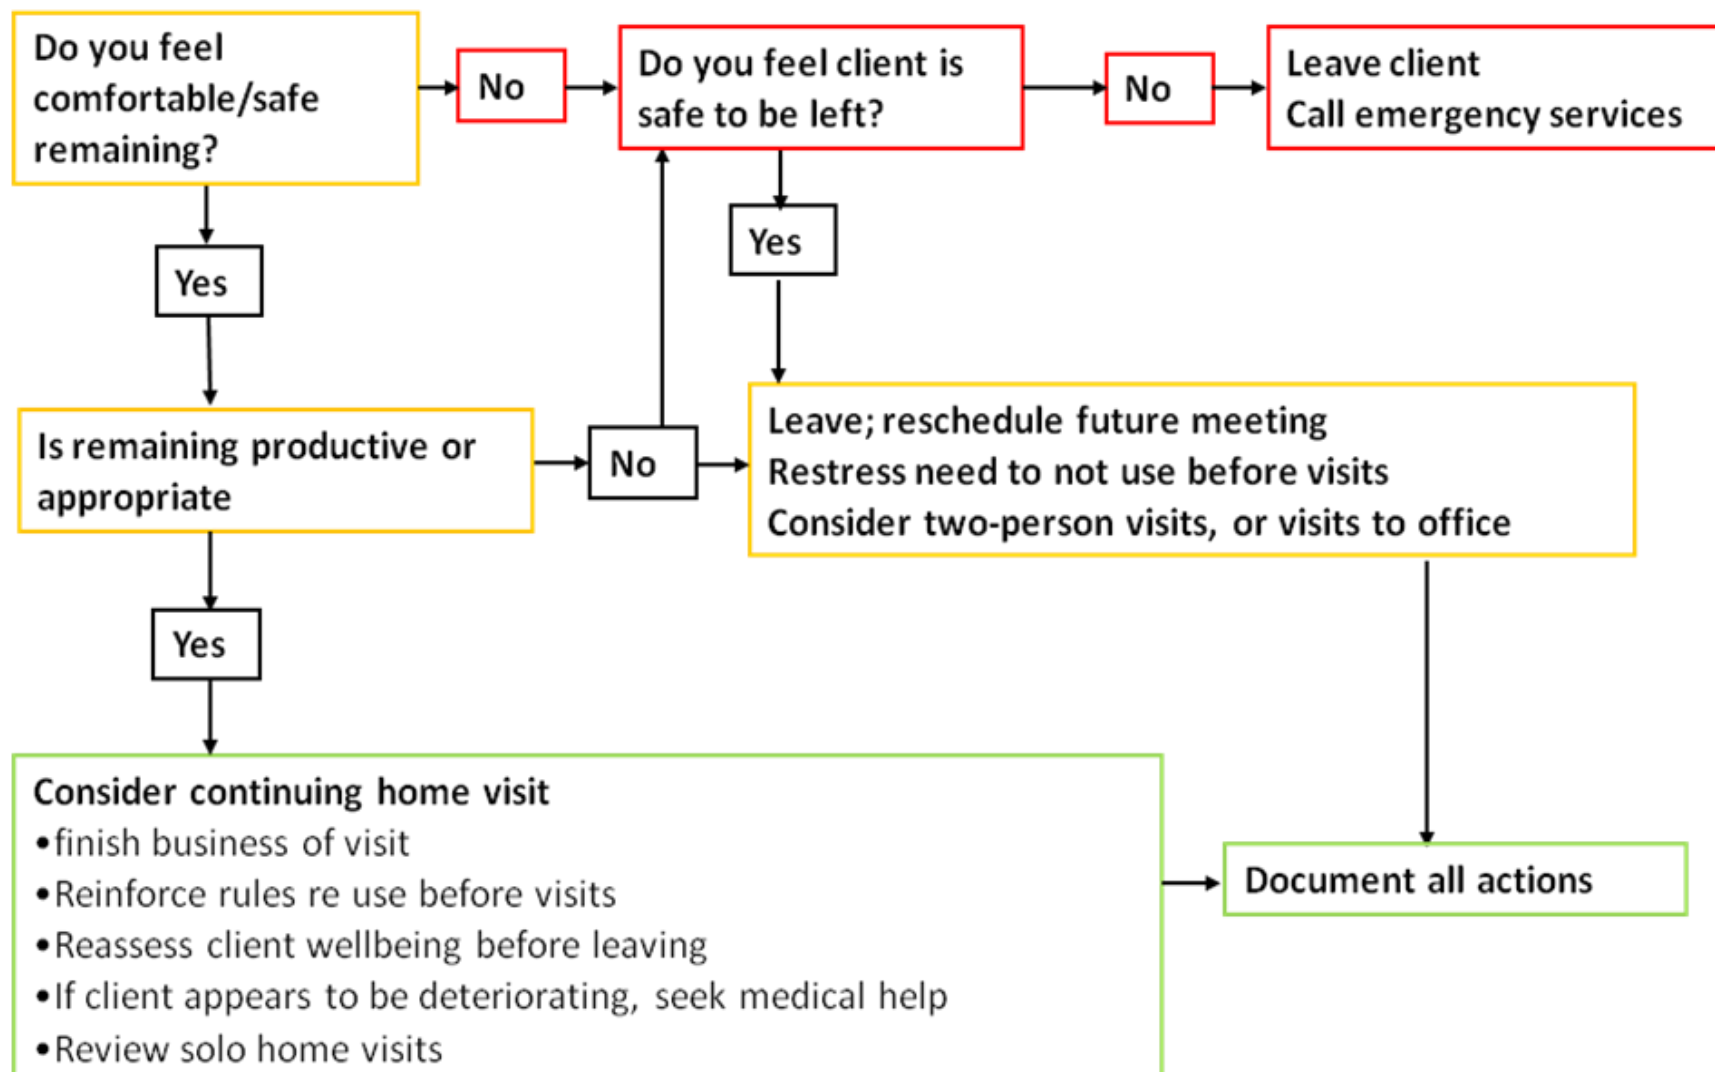 Do you feel
comfortable/safe
remaining?
No
Do you feel client is
safe to be left?
No
Leave client
Call emergency services
Yes
Yes
Is remaining productive or
appropriate
No
Leave; reschedule future meeting
Restress need to not use before visits
Consider two-person visits, or visits to office
Yes
Consider continuing home visit
•finish business of visit
•Reinforce rules re use before visits
•Reassess client wellbeing before leaving
•If client appears to be deteriorating, seek medical help
•Review solo home visits
Document all actions